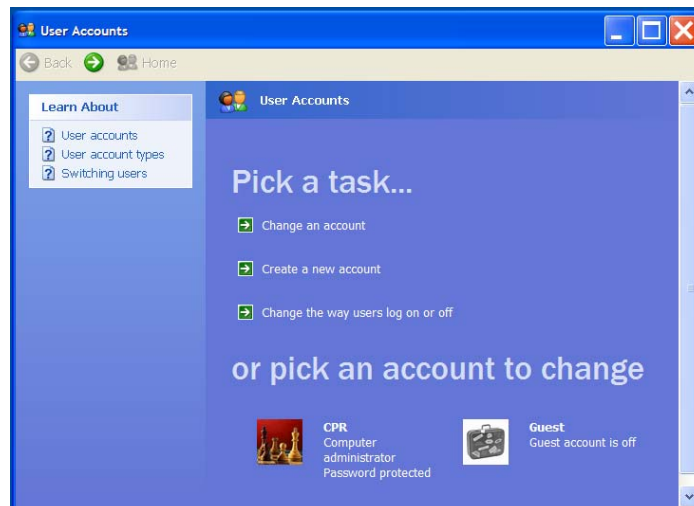 User Accounts
Back Home
Learn About
User accounts
User account types
Switching users
User Accounts
Pick a task...
Change an account
Create a new account
Change the way users log on or off
or pick an account to change
CPR
Computer
administrator
Password protected
Guest
Guest account is off